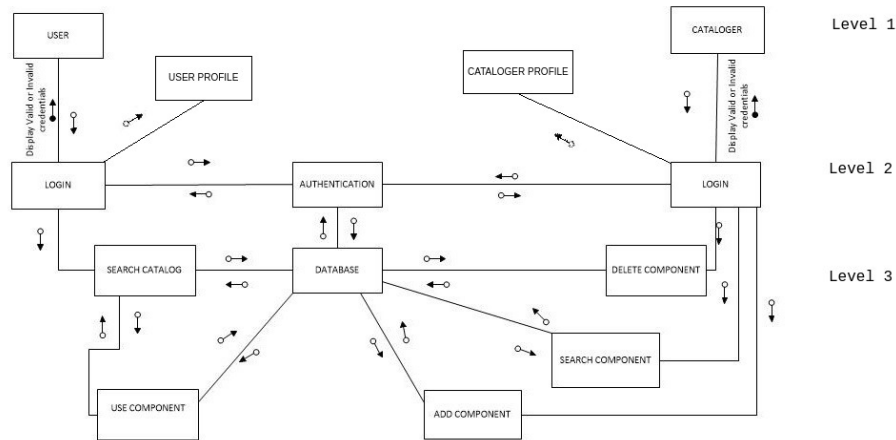 USER
CATALOGER
Level 1
USER PROFILE
CATALOGER PROFILE
Display Valid or Invalid
credentials
Display Valid or Invalid
credentials
LOGIN
AUTHENTICATION
LOGIN
Level 2
SEARCH CATALOG
DATABASE
DELETE COMPONENT
Level 3
SEARCH COMPONENT
USE COMPONENT
ADD COMPONENT